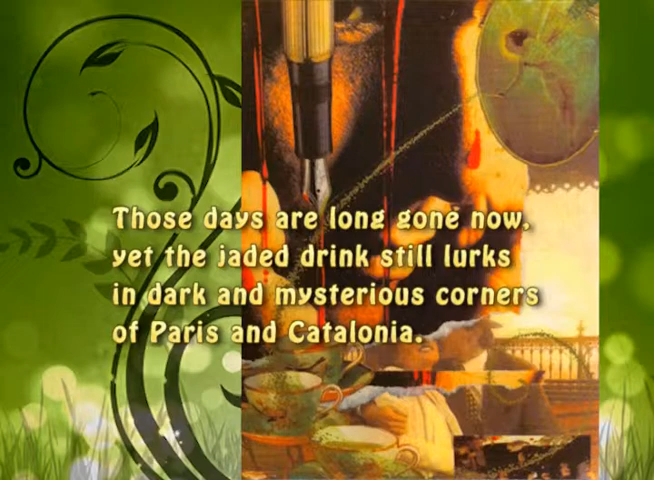 Those days are long gone now,
yet the jaded drink still lurks
in dark and mysterious corners
of Paris and Catalonia.